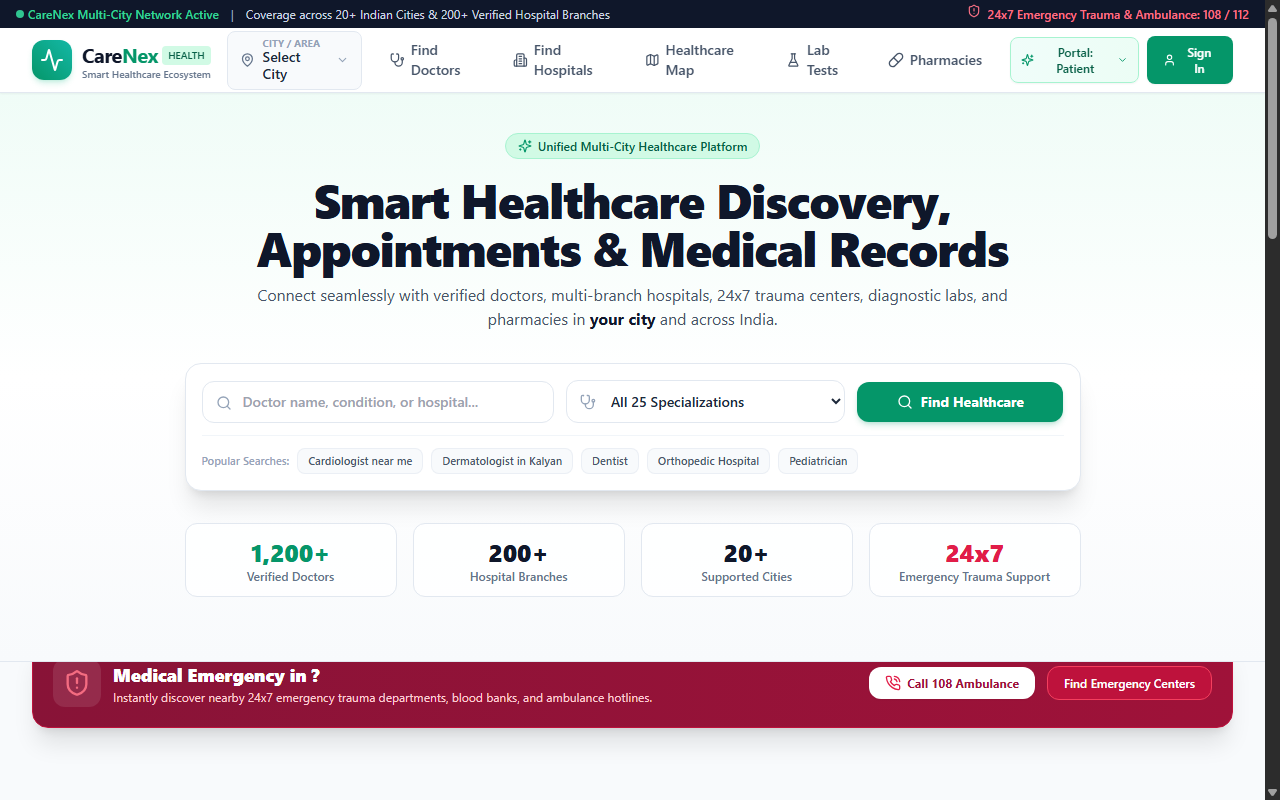 CareNex Multi-City Network Active | Coverage across 20+ Indian Cities & 200+ Verified Hospital Branches
24x7 Emergency Trauma & Ambulance: 108 / 112
CareNex HEALTH
Smart Healthcare Ecosystem
CITY / AREA
Select
City
Find
Doctors
Find
Hospitals
Healthcare
Map
Lab
Tests
Pharmacies
Portal:
Patient
Sign
In
Unified Multi-City Healthcare Platform
Smart Healthcare Discovery,
Appointments & Medical Records
Connect seamlessly with verified doctors, multi-branch hospitals, 24x7 trauma centers, diagnostic labs, and
pharmacies in your city and across India.
Doctor name, condition, or hospital...
All 25 Specializations
Find Healthcare
Popular Searches: Cardiologist near me Dermatologist in Kalyan Dentist Orthopedic Hospital Pediatrician
1,200+
Verified Doctors
200+
Hospital Branches
20+
Supported Cities
24x7
Emergency Trauma Support
Medical Emergency in ?
Instantly discover nearby 24x7 emergency trauma departments, blood banks, and ambulance hotlines.
Call 108 Ambulance
Find Emergency Centers